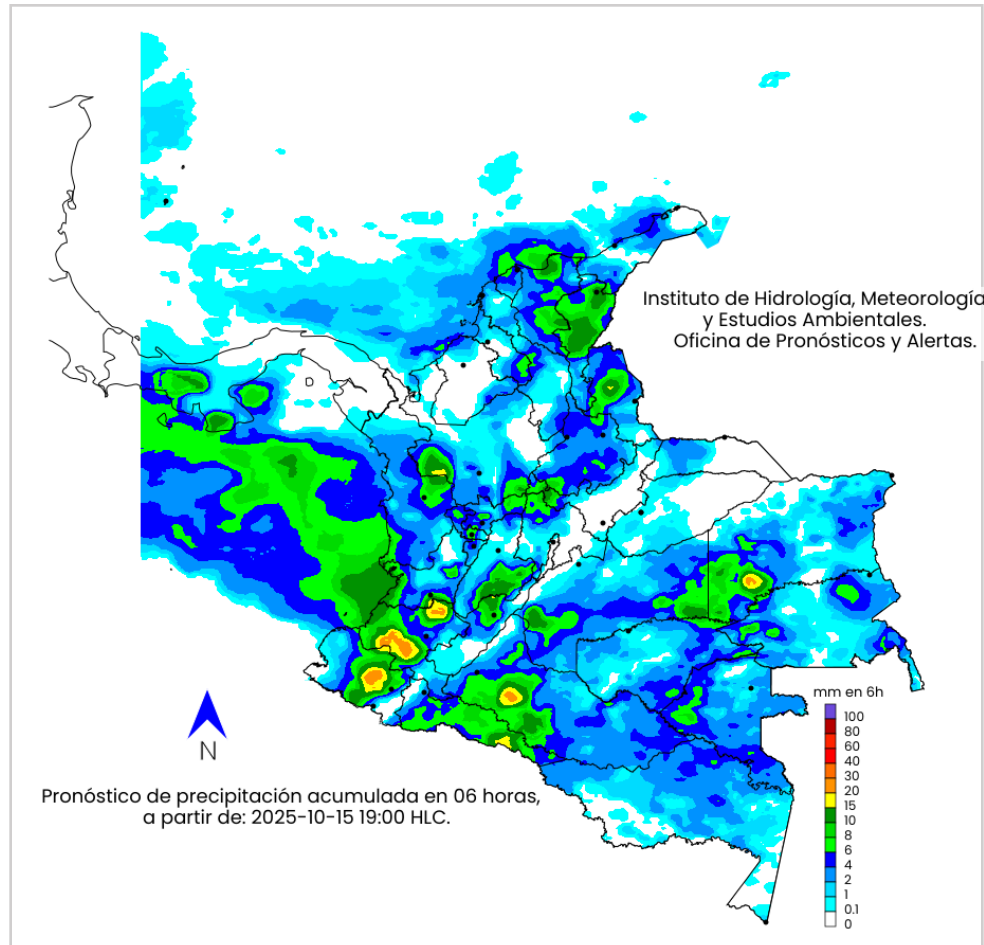 Instituto de Hidrología, Meteorología
y Estudios Ambientales.
Oficina de Pronósticos y Alertas.
mm en 6h
100
80
60
40
30
20
15
10
8
6
4
2
1
0.1
0
N
Pronóstico de precipitación acumulada en 06 horas,
a partir de: 2025-10-15 19:00 HLC.